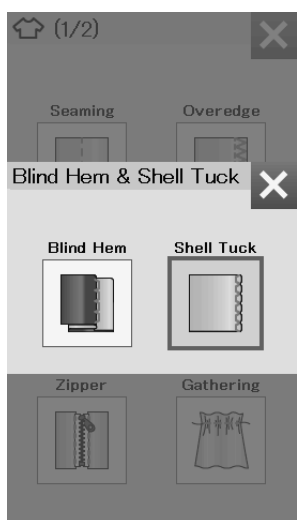 (1/2)
Seaming Overedge
Blind Hem & Shell Tuck
Blind Hem Shell Tuck
Zipper Gathering